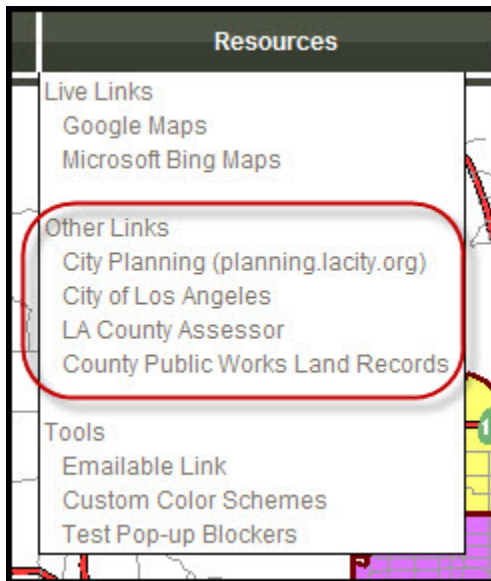 Resources
Live Links
Google Maps
Microsoft Bing Maps
Other Links
City Planning (planning.lacity.org)
City of Los Angeles
LA County Assessor
County Public Works Land Records
Tools
Emailable Link
Custom Color Schemes
Test Pop-up Blockers